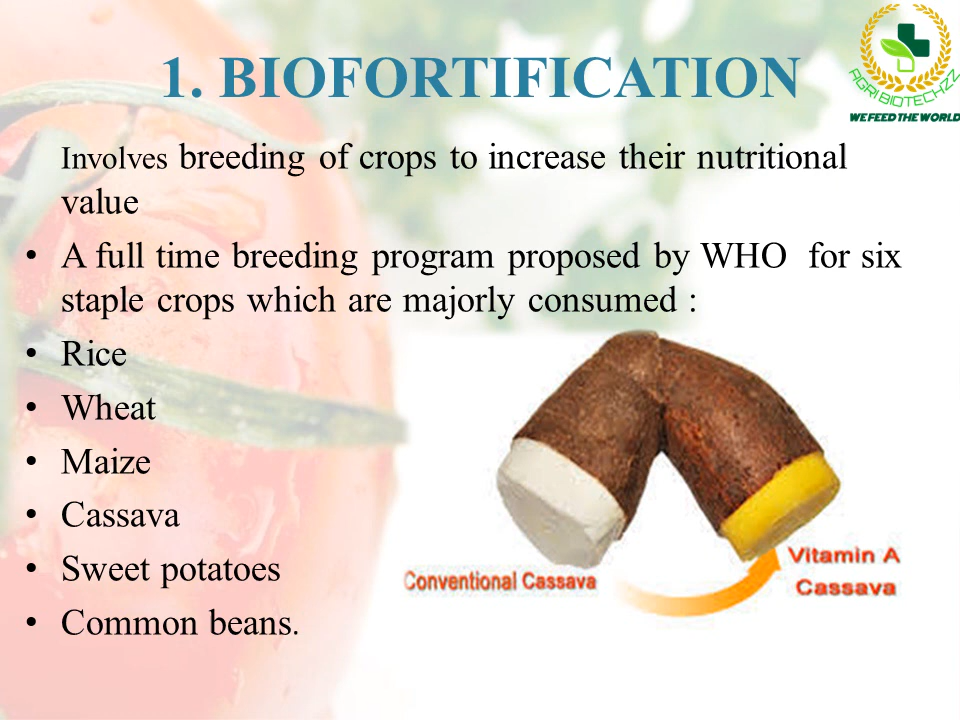 1. BIOFORTIFICATION
AGRI BIOTECHZZ
WE FEED THE WORLD
Involves breeding of crops to increase their nutritional
value
• A full time breeding program proposed by WHO for six
staple crops which are majorly consumed :
• Rice
• Wheat
• Maize
• Cassava
• Sweet potatoes
• Common beans.
Conventional Cassava
Vitamin A
Cassava